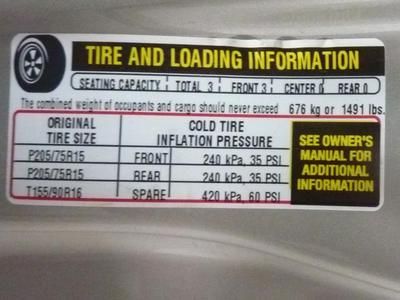 TIRE AND LOADING INFORMATION
SEATING CAPACITY TOTAL 3 FRONT 3 CENTER 0 REAR 0
The combined weight of occupants and cargo should never exceed 676 kg or 1491 lbs.
ORIGINAL TIRE SIZE COLD TIRE INFLATION PRESSURE
P205/75R15 FRONT 240 kPa, 35 PSI
P205/75R15 REAR 240 kPa, 35 PSI
T155/90R16 SPARE 420 kPa, 60 PSI
SEE OWNER'S
MANUAL FOR
ADDITIONAL
INFORMATION